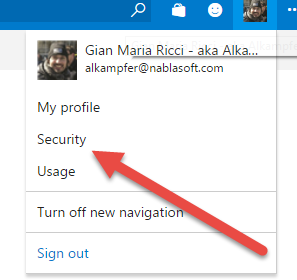 Gian Maria Ricci - aka Alka...
alkampfer@nablasoft.com
My profile
Security
Usage
Turn off new navigation
Sign out